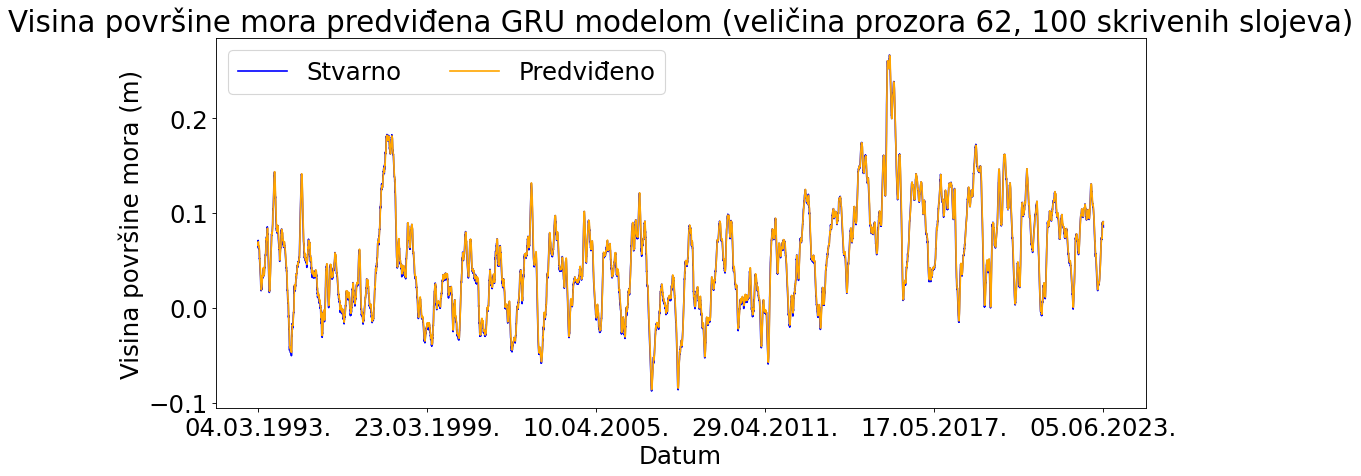 Visina površine mora predviđena GRU modelom (veličina prozora 62, 100 skrivenih slojeva)
Stvarno Predviđeno
Visina površine mora (m)
0.2
0.1
0.0
−0.1
04.03.1993. 23.03.1999. 10.04.2005. 29.04.2011. 17.05.2017. 05.06.2023.
Datum